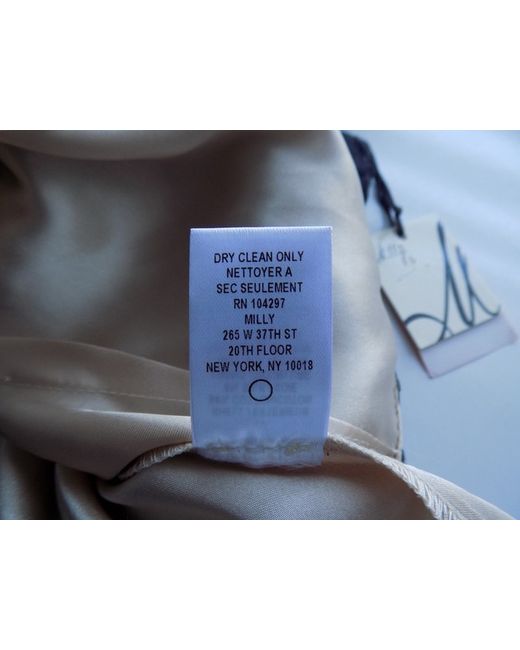 DRY CLEAN ONLY
NETTOYER A
SEC SEULEMENT
RN 104297
MILLY
265 W 37TH ST
20TH FLOOR
NEW YORK, NY 10018